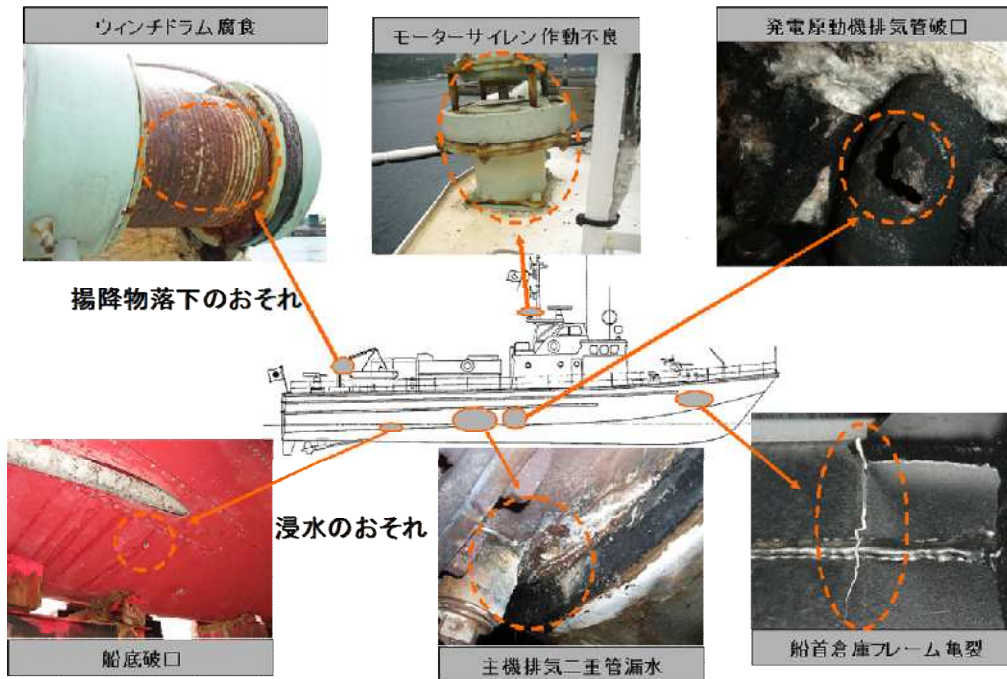 ウィンチドラム腐食
モーターサイレン作動不良
発電原動機排気管破口
揚降物落下のおそれ
浸水のおそれ
船底破口
主機排気二重管漏水
船首倉庫フレーム亀裂